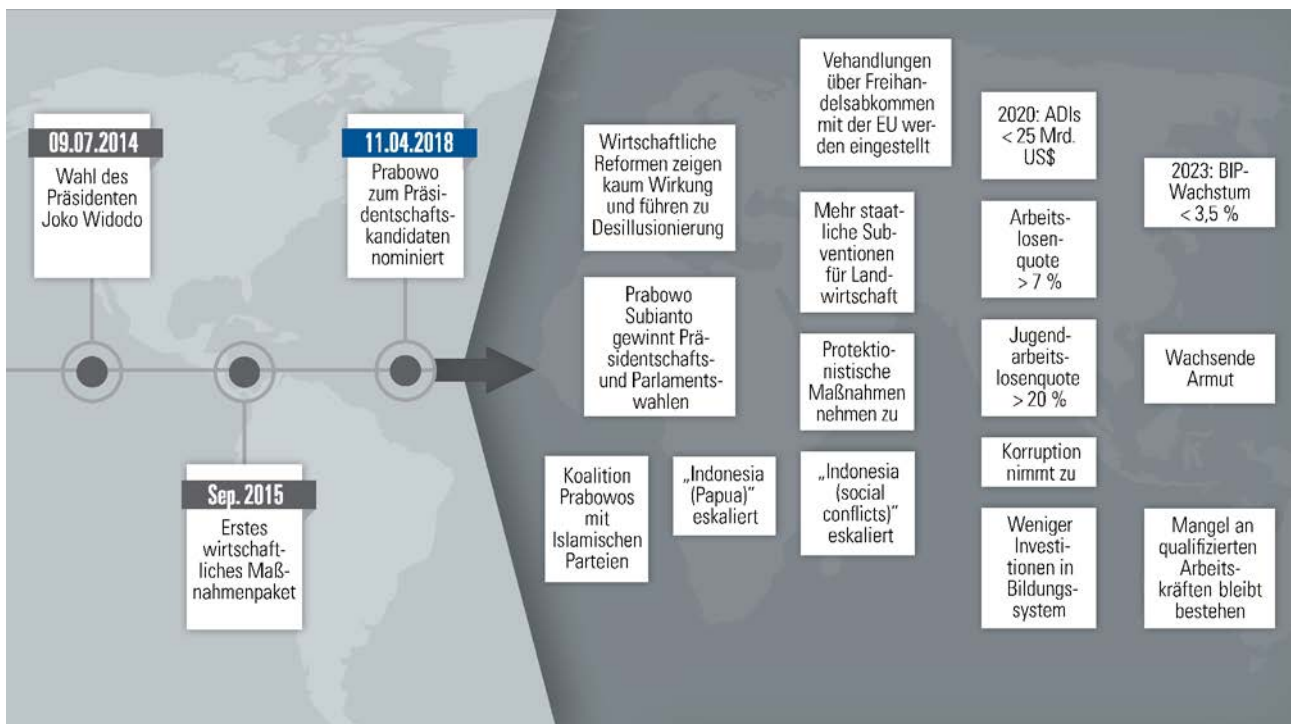 09.07.2014
Wahl des
Präsidenten
Joko Widodo
Sep. 2015
Erstes
wirtschaft-
liches Maß-
nahmenpaket
11.04.2018
Prabowo
zum Präsi-
dentschafts-
kandidaten
nominiert
Wirtschaftliche
Reformen zeigen
kaum Wirkung
und führen zu
Desillusionierung
Prabowo
Subianto
gewinnt Prä-
sidentschafts-
und Parlaments-
wahlen
Koalition
Prabowos
mit
Islamischen
Parteien
„Indonesia
(Papua)"
eskaliert
Vehandlungen
über Freihan-
delsabkommen
mit der EU wer-
den eingestellt
Mehr staat-
liche Sub-
ventionen
für Land-
wirtschaft
Protektio-
nistische
Maßnahmen
nehmen zu
„Indonesia
(social
conflicts)"
eskaliert
2020: ADIs
< 25 Mrd.
US$
Arbeits-
losen-
quote
> 7 %
Jugend-
arbeits-
losenquote
> 20 %
Korruption
nimmt zu
Weniger
Investi-
tionen in
Bildungs-
system
2023: BIP-
Wachstum
< 3,5 %
Wachsende
Armut
Mangel an
qualifizierten
Arbeits-
kräften bleibt
bestehen